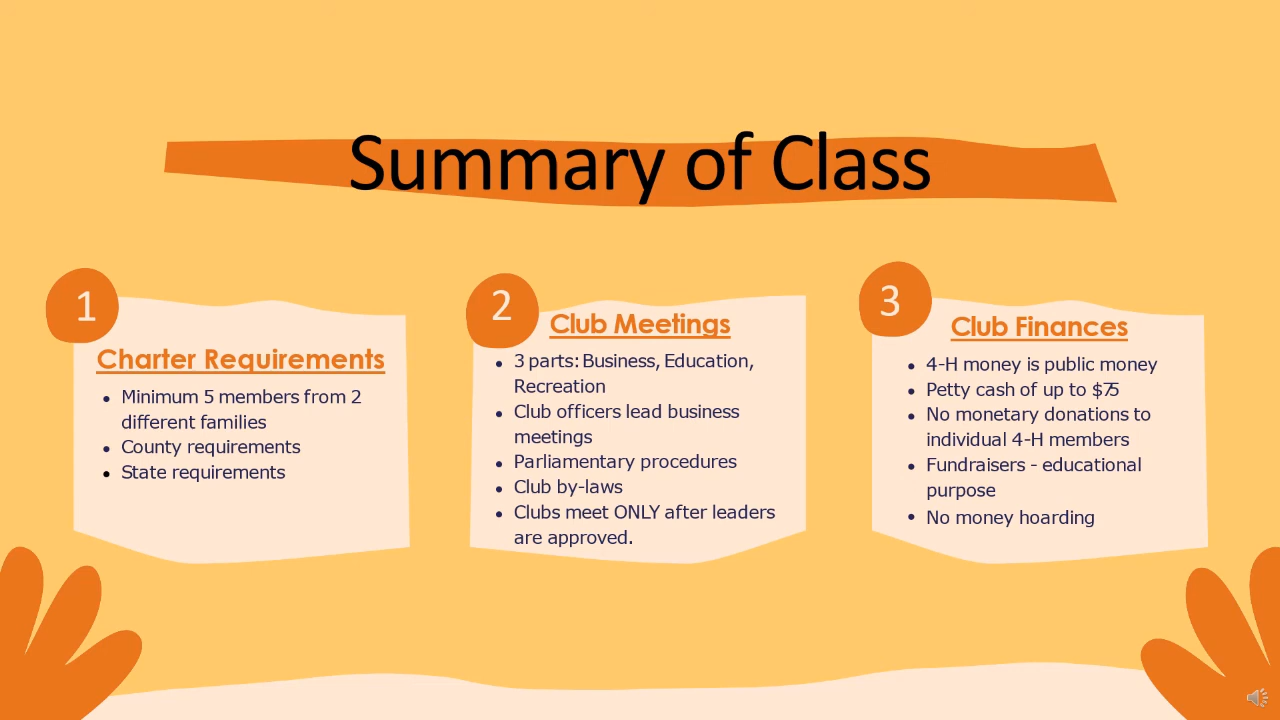 Summary of Class
1
Charter Requirements
• Minimum 5 members from 2
different families
• County requirements
• State requirements
2
Club Meetings
• 3 parts: Business, Education,
Recreation
• Club officers lead business
meetings
• Parliamentary procedures
• Club by-laws
• Clubs meet ONLY after leaders
are approved.
3
Club Finances
• 4-H money is public money
• Petty cash of up to $75
• No monetary donations to
individual 4-H members
• Fundraisers - educational
purpose
• No money hoarding